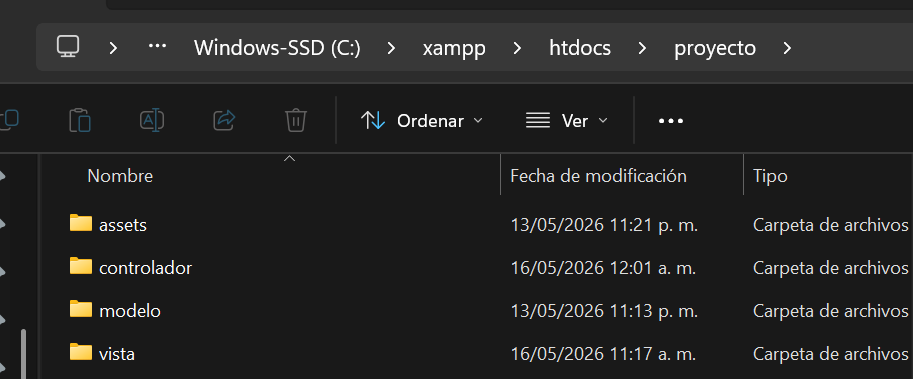 Windows-SSD (C:) > xampp > htdocs > proyecto >
Ordenar Ver
Nombre Fecha de modificación Tipo
assets 13/05/2026 11:21 p. m. Carpeta de archivos
controlador 16/05/2026 12:01 a. m. Carpeta de archivos
modelo 13/05/2026 11:13 p. m. Carpeta de archivos
vista 16/05/2026 11:17 a. m. Carpeta de archivos